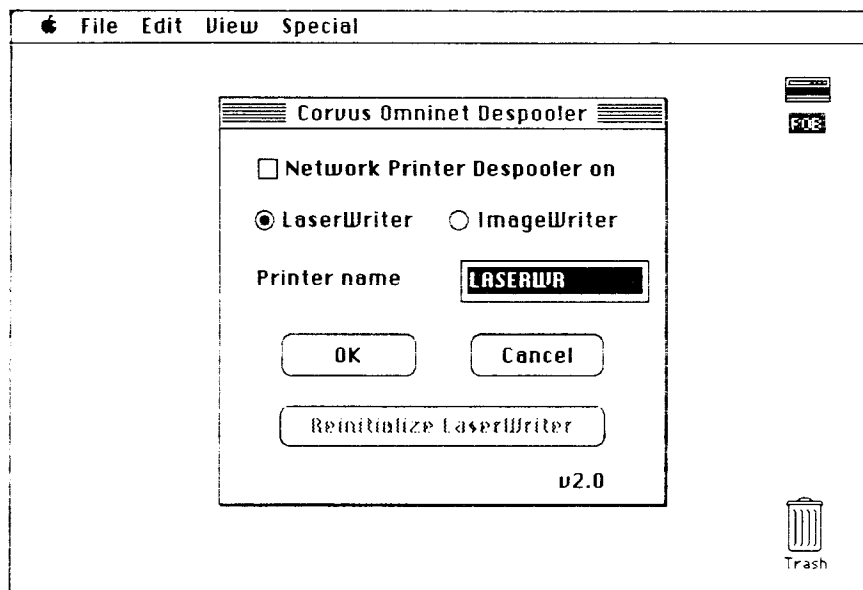 File Edit View Special
Corvus Omninet Despooler
Network Printer Despooler on
LaserWriter ImageWriter
Printer name LASERWR
OK Cancel
Reinitialize LaserWriter
v2.0
Trash